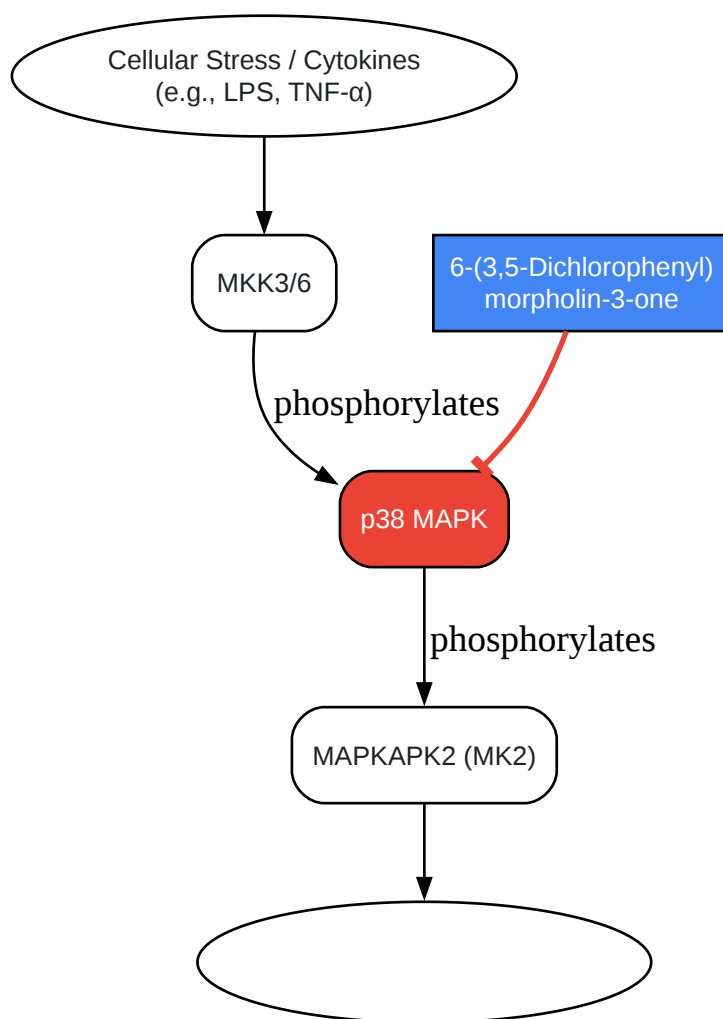 Cellular Stress / Cytokines
(e.g., LPS, TNF-α)
MKK3/6
6-(3,5-Dichlorophenyl)
morpholin-3-one
phosphorylates
p38 MAPK
phosphorylates
MAPKAPK2 (MK2)